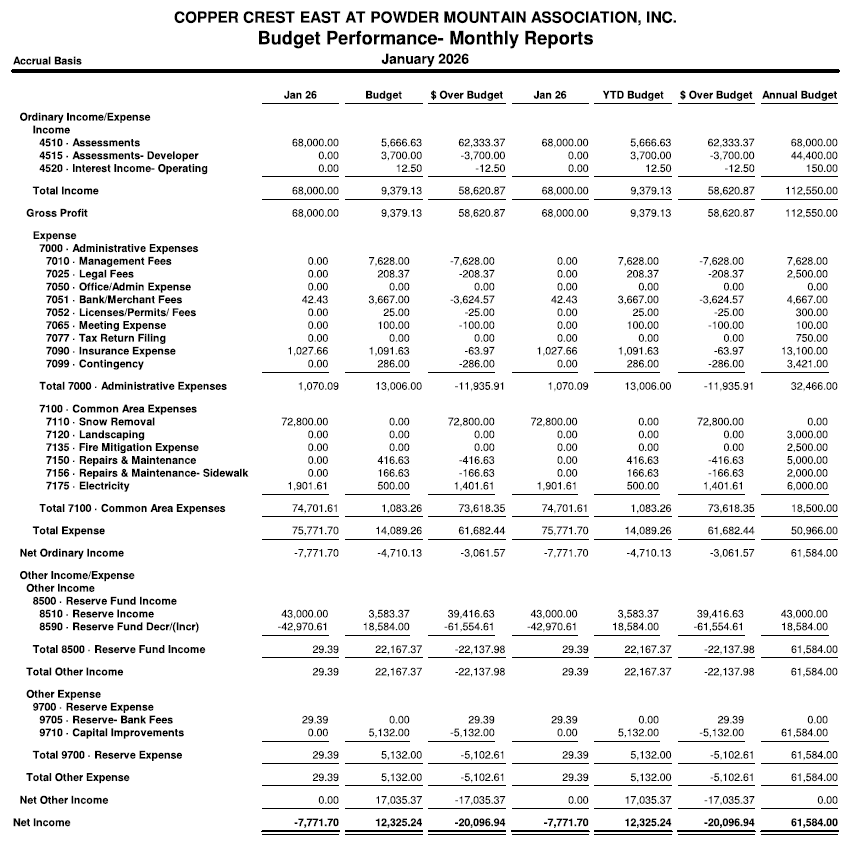 COPPER CREST EAST AT POWDER MOUNTAIN ASSOCIATION, INC.
Budget Performance- Monthly Reports
Accrual Basis January 2026
Jan 26 Budget $ Over Budget Jan 26 YTD Budget $ Over Budget Annual Budget
Ordinary Income/Expense
Income
4510 · Assessments 68,000.00 5,666.63 62,333.37 68,000.00 5,666.63 62,333.37 68,000.00
4515 · Assessments- Developer 0.00 3,700.00 -3,700.00 0.00 3,700.00 -3,700.00 44,400.00
4520 · Interest Income- Operating 0.00 12.50 -12.50 0.00 12.50 -12.50 150.00
Total Income 68,000.00 9,379.13 58,620.87 68,000.00 9,379.13 58,620.87 112,550.00
Gross Profit 68,000.00 9,379.13 58,620.87 68,000.00 9,379.13 58,620.87 112,550.00
Expense
7000 · Administrative Expenses
7010 · Management Fees 0.00 7,628.00 -7,628.00 0.00 7,628.00 -7,628.00 7,628.00
7025 · Legal Fees 0.00 208.37 -208.37 0.00 208.37 -208.37 2,500.00
7050 · Office/Admin Expense 0.00 0.00 0.00 0.00 0.00 0.00 0.00
7051 · Bank/Merchant Fees 42.43 3,667.00 -3,624.57 42.43 3,667.00 -3,624.57 4,667.00
7052 · Licenses/Permits/ Fees 0.00 25.00 -25.00 0.00 25.00 -25.00 300.00
7065 · Meeting Expense 0.00 100.00 -100.00 0.00 100.00 -100.00 100.00
7077 · Tax Return Filing 0.00 0.00 0.00 0.00 0.00 0.00 750.00
7090 · Insurance Expense 1,027.66 1,091.63 -63.97 1,027.66 1,091.63 -63.97 13,100.00
7099 · Contingency 0.00 286.00 -286.00 0.00 286.00 -286.00 3,421.00
Total 7000 · Administrative Expenses 1,070.09 13,006.00 -11,935.91 1,070.09 13,006.00 -11,935.91 32,466.00
7100 · Common Area Expenses
7110 · Snow Removal 72,800.00 0.00 72,800.00 72,800.00 0.00 72,800.00 0.00
7120 · Landscaping 0.00 0.00 0.00 0.00 0.00 0.00 3,000.00
7135 · Fire Mitigation Expense 0.00 0.00 0.00 0.00 0.00 0.00 2,500.00
7150 · Repairs & Maintenance 0.00 416.63 -416.63 0.00 416.63 -416.63 5,000.00
7156 · Repairs & Maintenance- Sidewalk 0.00 166.63 -166.63 0.00 166.63 -166.63 2,000.00
7175 · Electricity 1,901.61 500.00 1,401.61 1,901.61 500.00 1,401.61 6,000.00
Total 7100 · Common Area Expenses 74,701.61 1,083.26 73,618.35 74,701.61 1,083.26 73,618.35 18,500.00
Total Expense 75,771.70 14,089.26 61,682.44 75,771.70 14,089.26 61,682.44 50,966.00
Net Ordinary Income -7,771.70 -4,710.13 -3,061.57 -7,771.70 -4,710.13 -3,061.57 61,584.00
Other Income/Expense
Other Income
8500 · Reserve Fund Income
8510 · Reserve Income 43,000.00 3,583.37 39,416.63 43,000.00 3,583.37 39,416.63 43,000.00
8590 · Reserve Fund Decr/(Incr) -42,970.61 18,584.00 -61,554.61 -42,970.61 18,584.00 -61,554.61 18,584.00
Total 8500 · Reserve Fund Income 29.39 22,167.37 -22,137.98 29.39 22,167.37 -22,137.98 61,584.00
Total Other Income 29.39 22,167.37 -22,137.98 29.39 22,167.37 -22,137.98 61,584.00
Other Expense
9700 · Reserve Expense
9705 · Reserve- Bank Fees 29.39 0.00 29.39 29.39 0.00 29.39 0.00
9710 · Capital Improvements 0.00 5,132.00 -5,132.00 0.00 5,132.00 -5,132.00 61,584.00
Total 9700 · Reserve Expense 29.39 5,132.00 -5,102.61 29.39 5,132.00 -5,102.61 61,584.00
Total Other Expense 29.39 5,132.00 -5,102.61 29.39 5,132.00 -5,102.61 61,584.00
Net Other Income 0.00 17,035.37 -17,035.37 0.00 17,035.37 -17,035.37 0.00
Net Income -7,771.70 12,325.24 -20,096.94 -7,771.70 12,325.24 -20,096.94 61,584.00